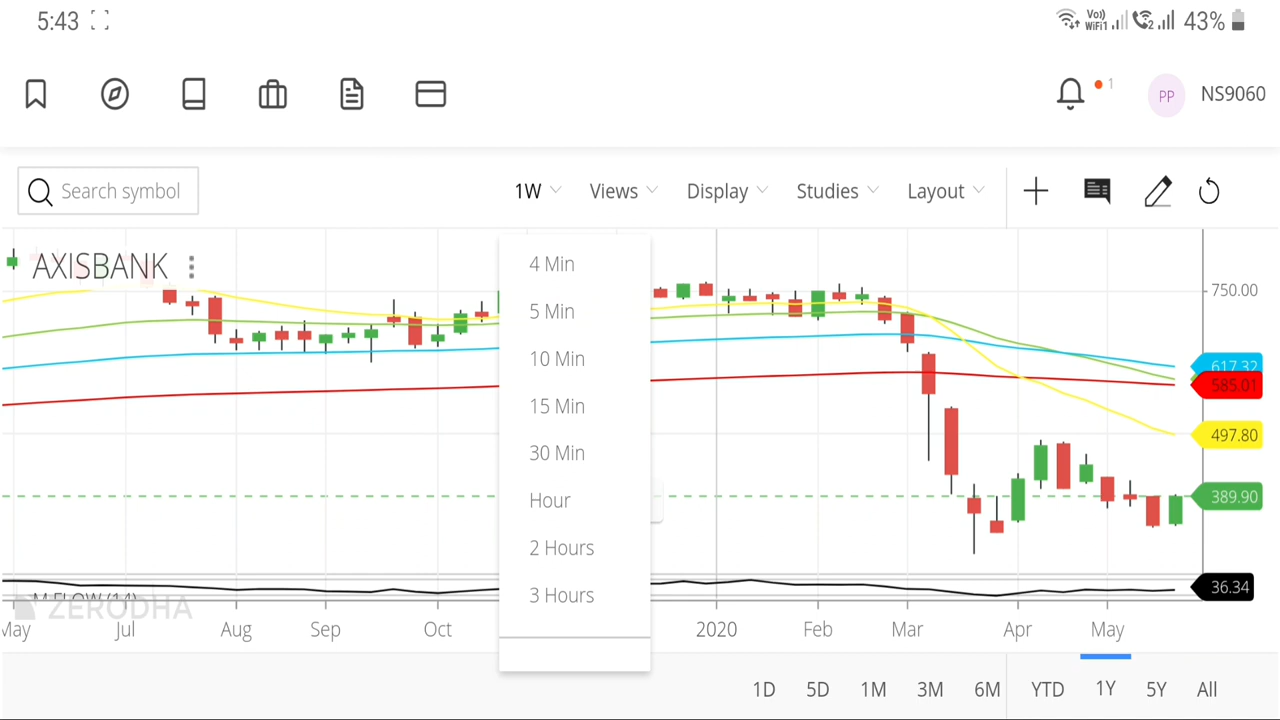 5:43
Vo)) WiFi1 2 43%
1 PP NS9060
Search symbol 1W Views Display Studies Layout
AXISBANK
4 Min
5 Min
10 Min
15 Min
30 Min
Hour
2 Hours
3 Hours
750.00
617.32
585.01
497.80
389.90
36.34
M FLOW (14)
ZERODHA
May Jul Aug Sep Oct 2020 Feb Mar Apr May
1D 5D 1M 3M 6M YTD 1Y 5Y All